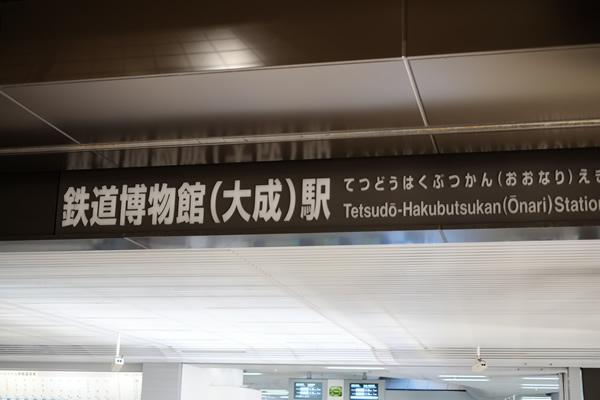 鉄道博物館(大成)駅
てつどうはくぶつかん(おおなり)えき
Tetsudō-Hakubutsukan(Ōnari)Station